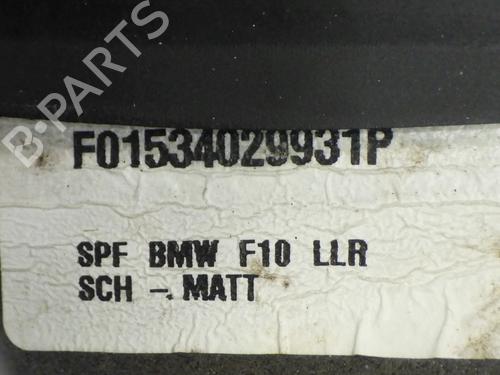 B-PARTS
F01534029931P
SPF BMW F10 LLR
SCH - MATT